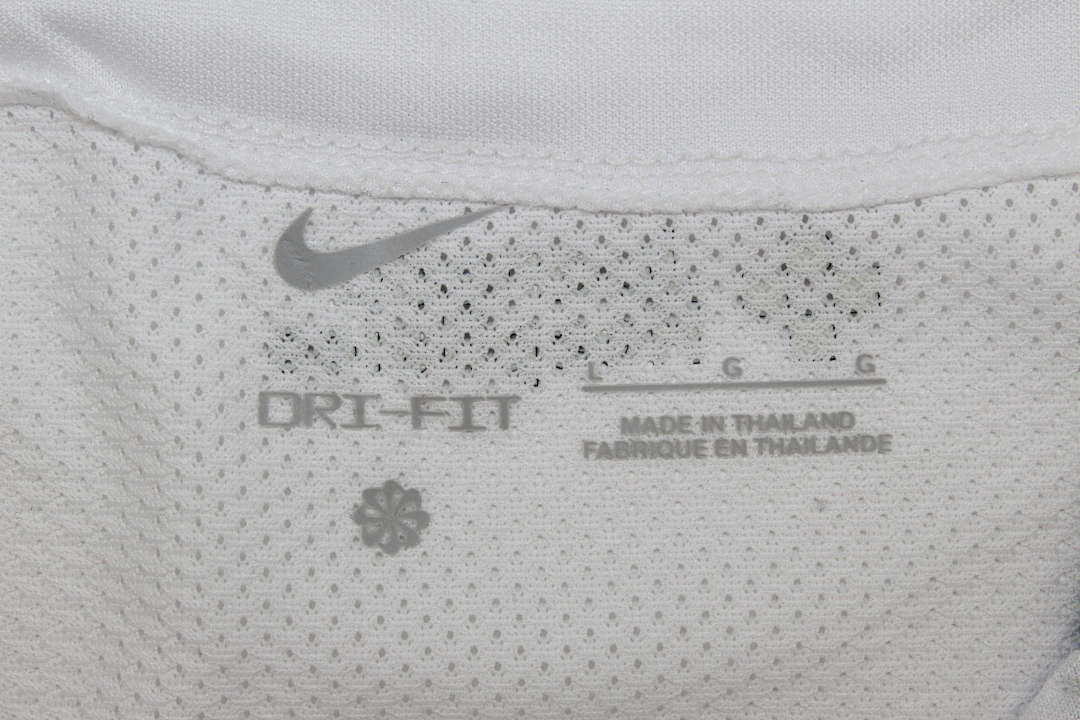 L G G
DRI-FIT
MADE IN THAILAND
FABRIQUE EN THAILANDE